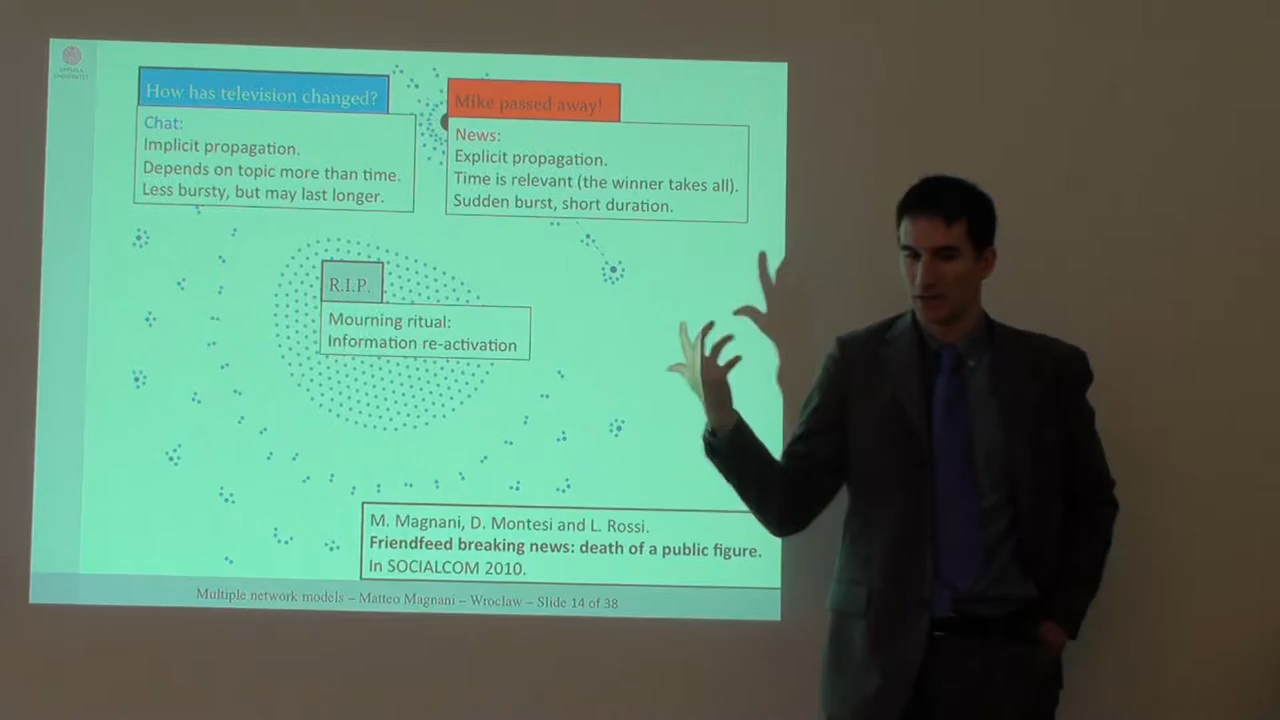 UPPSALA
UNIVERSITET
How has television changed?
Chat:
Implicit propagation.
Depends on topic more than time.
Less bursty, but may last longer.
Mike passed away!
News:
Explicit propagation.
Time is relevant (the winner takes all).
Sudden burst, short duration.
R.I.P.
Mourning ritual:
Information re-activation
M. Magnani, D. Montesi and L. Rossi.
Friendfeed breaking news: death of a public figure.
In SOCIALCOM 2010.
Multiple network models – Matteo Magnani – Wroclaw – Slide 14 of 38